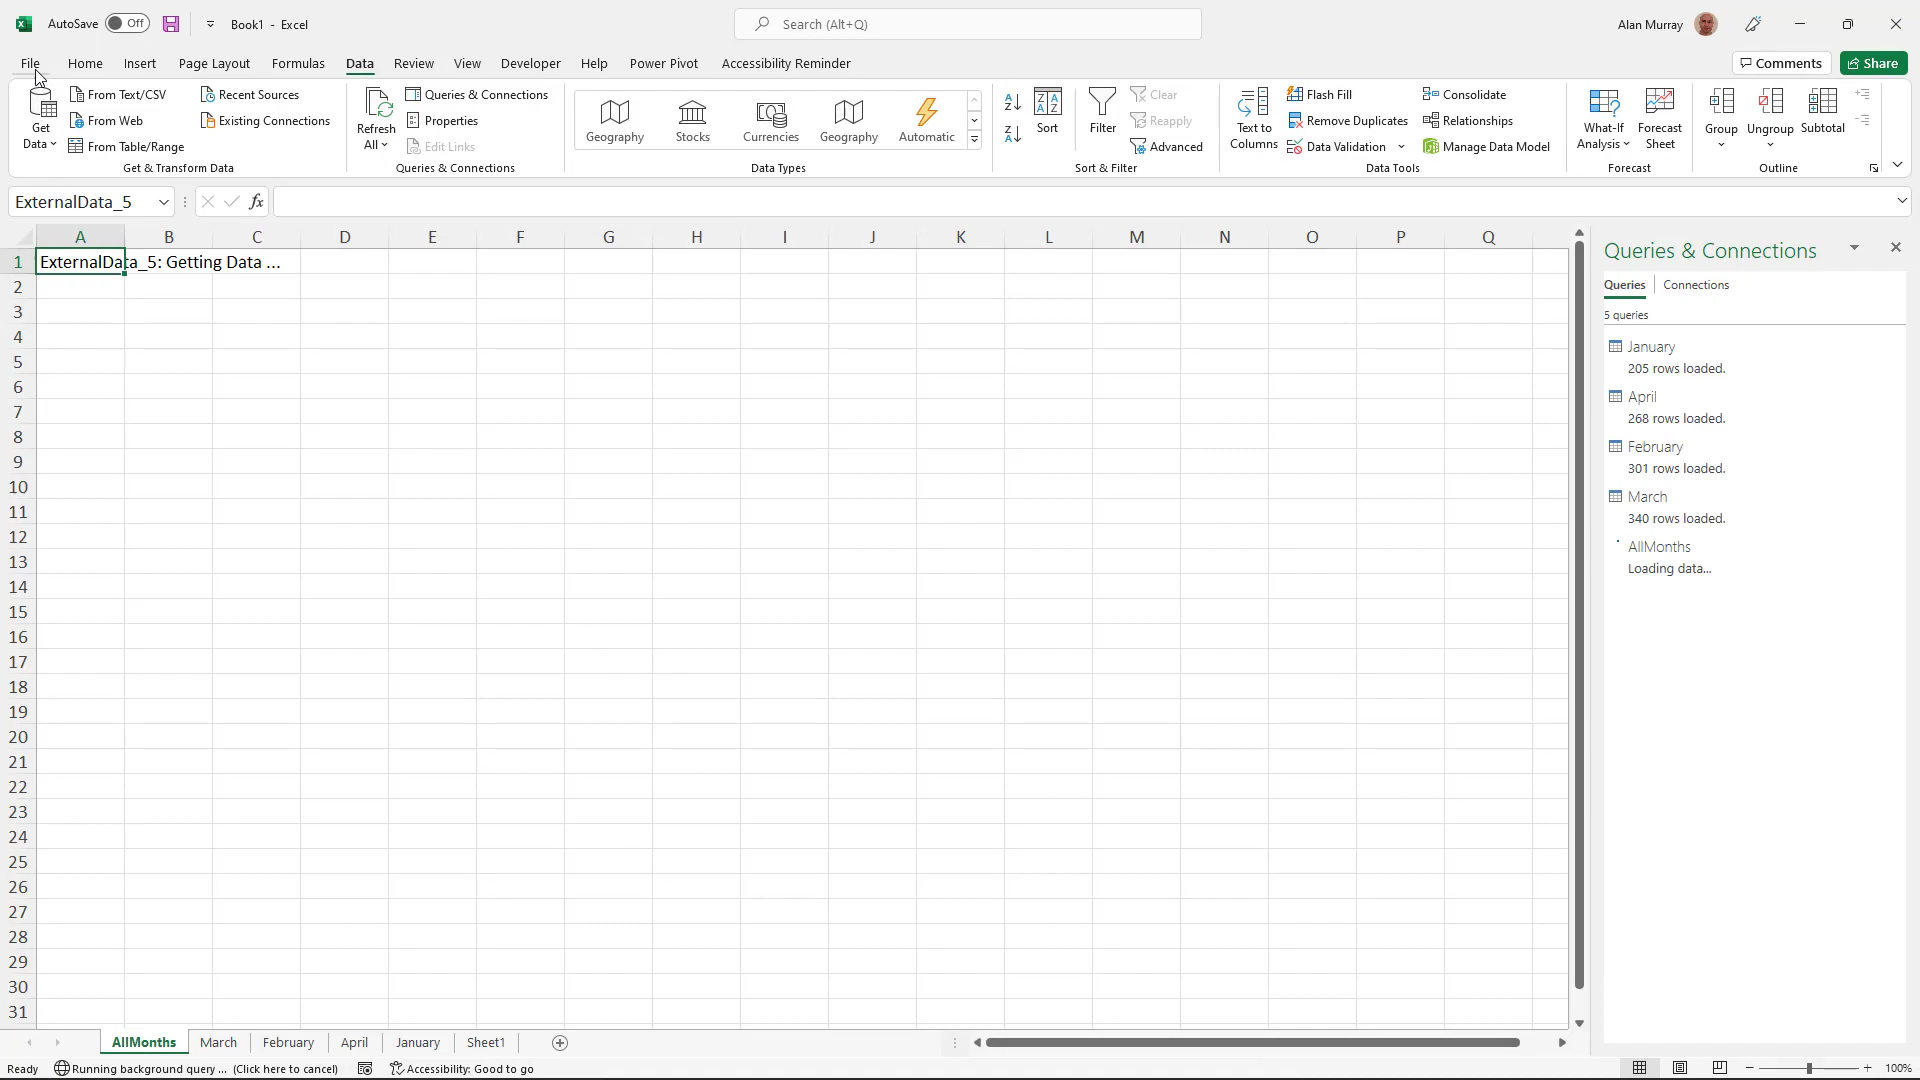 AutoSave Off Book1 - Excel Search (Alt+Q) Alan Murray
File Home Insert Page Layout Formulas Data Review View Developer Help Power Pivot Accessibility Reminder Comments Share
Get Data
From Text/CSV
From Web
From Table/Range
Recent Sources
Existing Connections
Get & Transform Data
Refresh All
Queries & Connections
Properties
Edit Links
Queries & Connections
Geography Stocks Currencies Geography Automatic
Data Types
Sort
Filter
Clear
Reapply
Advanced
Sort & Filter
Text to Columns
Flash Fill
Remove Duplicates
Data Validation
Consolidate
Relationships
Manage Data Model
Data Tools
What-If Analysis
Forecast Sheet
Forecast
Group Ungroup Subtotal
Outline
ExternalData_5 fx
A B C D E F G H I J K L M N O P Q
1 ExternalData_5: Getting Data ...
2
3
4
5
6
7
8
9
10
11
12
13
14
15
16
17
18
19
20
21
22
23
24
25
26
27
28
29
30
31
Queries & Connections
Queries Connections
5 queries
January
205 rows loaded.
April
268 rows loaded.
February
301 rows loaded.
March
340 rows loaded.
AllMonths
Loading data...
AllMonths March February April January Sheet1
Ready Running background query ... (Click here to cancel) Accessibility: Good to go 100%